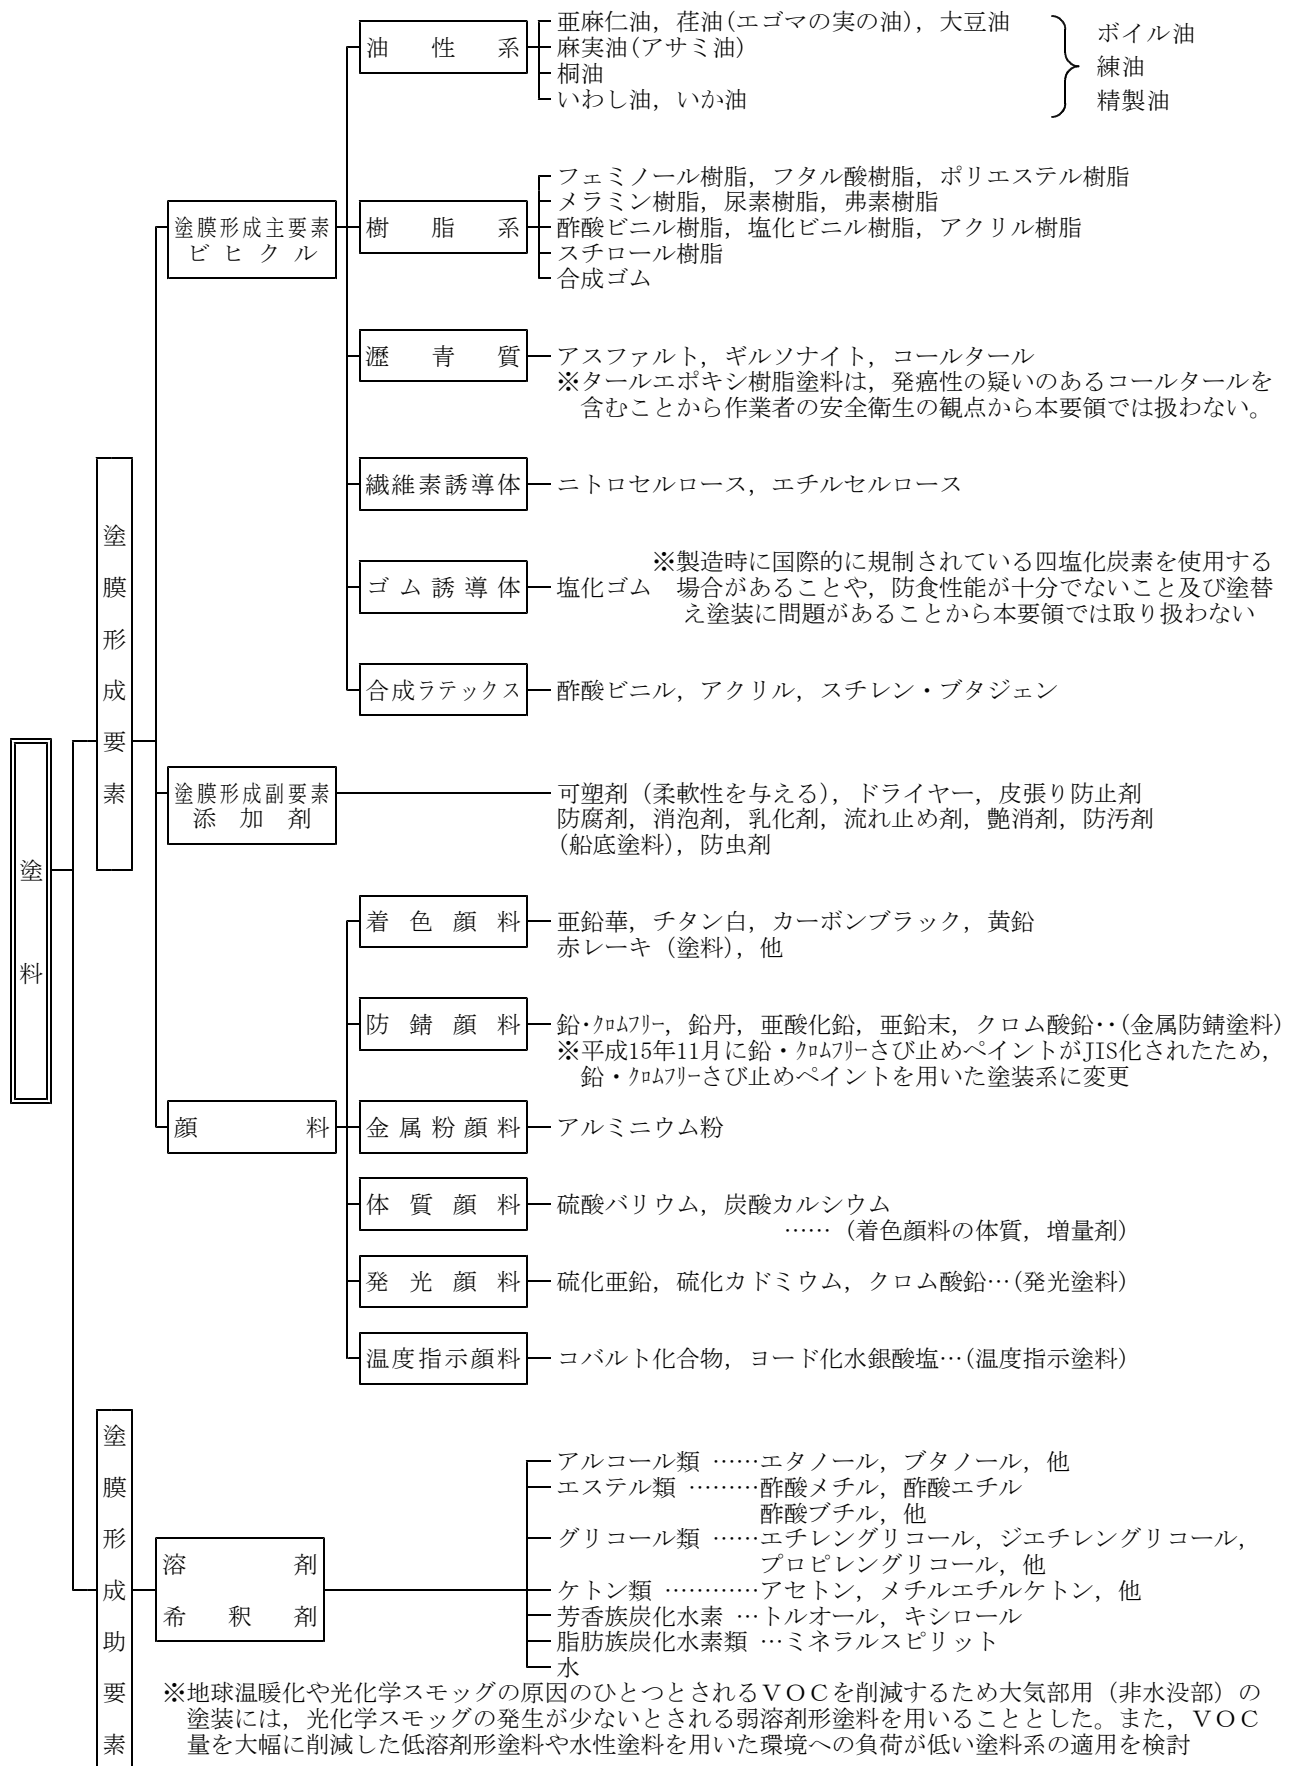 塗料
塗膜形成要素
塗膜形成主要素
ビヒクル
油性系
亜麻仁油，荏油(エゴマの実の油)，大豆油
麻実油(アサミ油)
桐油
いわし油，いか油
ボイル油
練油
精製油
樹脂系
フェミノール樹脂，フタル酸樹脂，ポリエステル樹脂
メラミン樹脂，尿素樹脂，弗素樹脂
酢酸ビニル樹脂，塩化ビニル樹脂，アクリル樹脂
スチロール樹脂
合成ゴム
瀝青質
アスファルト，ギルソナイト，コールタール
※タールエポキシ樹脂塗料は，発癌性の疑いのあるコールタールを
含むことから作業者の安全衛生の観点から本要領では扱わない。
繊維素誘導体
ニトロセルロース，エチルセルロース
ゴム誘導体
塩化ゴム
※製造時に国際的に規制されている四塩化炭素を使用する
場合があることや，防食性能が十分でないこと及び塗替
え塗装に問題があることから本要領では取り扱わない
合成ラテックス
酢酸ビニル，アクリル，スチレン・ブタジェン
塗膜形成副要素
添加剤
可塑剤（柔軟性を与える），ドライヤー，皮張り防止剤
防腐剤，消泡剤，乳化剤，流れ止め剤，艶消剤，防汚剤
(船底塗料)，防虫剤
顔料
着色顔料
亜鉛華，チタン白，カーボンブラック，黄鉛
赤レーキ（塗料)，他
防錆顔料
鉛・ｸﾛﾑﾌﾘｰ，鉛丹，亜酸化鉛，亜鉛末，クロム酸鉛‥(金属防錆塗料)
※平成15年11月に鉛・ｸﾛﾑﾌﾘｰさび止めペイントがJIS化されたため，
鉛・ｸﾛﾑﾌﾘｰさび止めペイントを用いた塗装系に変更
金属粉顔料
アルミニウム粉
体質顔料
硫酸バリウム，炭酸カルシウム
……（着色顔料の体質，増量剤）
発光顔料
硫化亜鉛，硫化カドミウム，クロム酸鉛…(発光塗料)
温度指示顔料
コバルト化合物，ヨード化水銀酸塩…(温度指示塗料)
塗膜形成助要素
溶剤
希釈剤
アルコール類 ……エタノール，ブタノール，他
エステル類 ………酢酸メチル，酢酸エチル
酢酸ブチル，他
グリコール類 ……エチレングリコール，ジエチレングリコール，
プロピレングリコール，他
ケトン類 …………アセトン，メチルエチルケトン，他
芳香族炭化水素 …トルオール，キシロール
脂肪族炭化水素類 …ミネラルスピリット
水
※地球温暖化や光化学スモッグの原因のひとつとされるＶＯＣを削減するため大気部用（非水没部）の
塗装には，光化学スモッグの発生が少ないとされる弱溶剤形塗料を用いることとした。また，ＶＯＣ
量を大幅に削減した低溶剤形塗料や水性塗料を用いた環境への負荷が低い塗料系の適用を検討